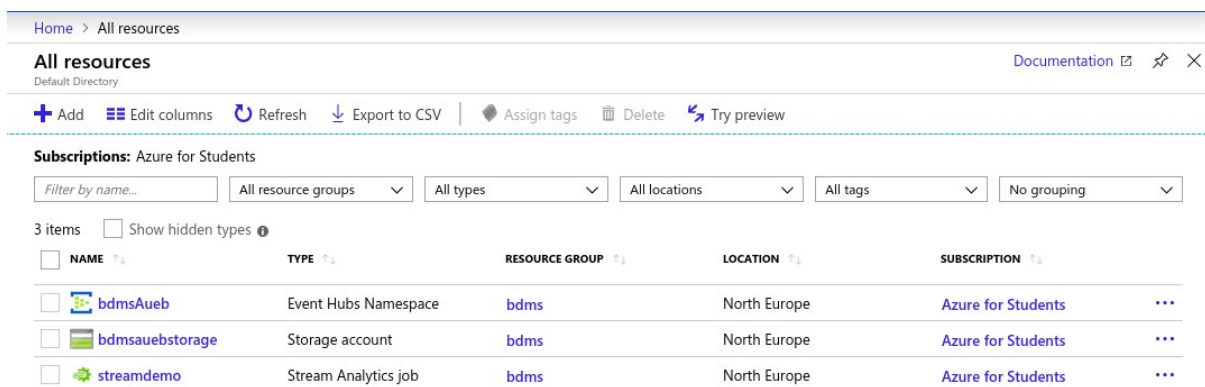 Home > All resources
All resources
Documentation
Default Directory
Add Edit columns Refresh Export to CSV Assign tags Delete Try preview
Subscriptions: Azure for Students
Filter by name... All resource groups All types All locations All tags No grouping
3 items Show hidden types
NAME TYPE RESOURCE GROUP LOCATION SUBSCRIPTION
bdmsAueb Event Hubs Namespace bdms North Europe Azure for Students
bdmsauebstorage Storage account bdms North Europe Azure for Students
streamdemo Stream Analytics job bdms North Europe Azure for Students